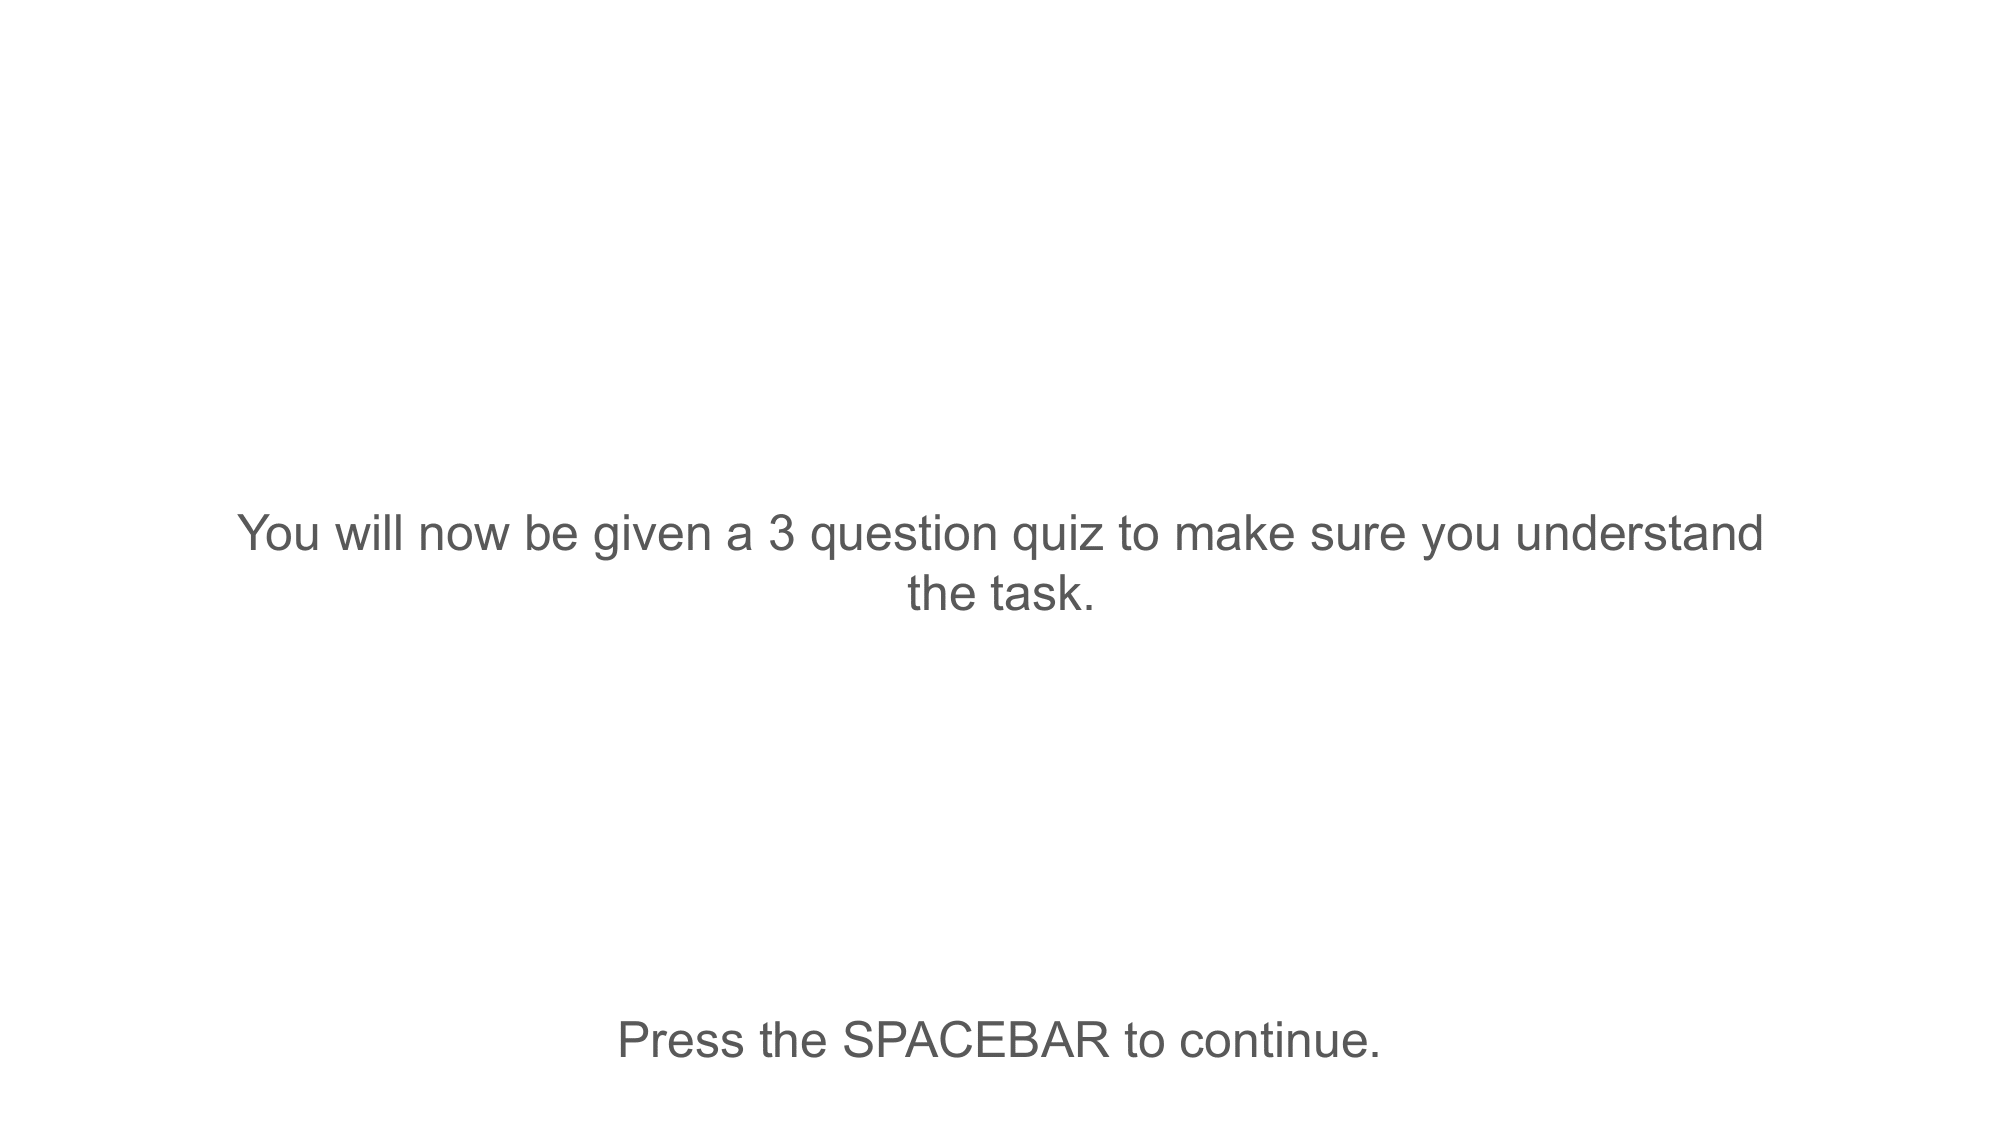 You will now be given a 3 question quiz to make sure you understand
the task.
Press the SPACEBAR to continue.